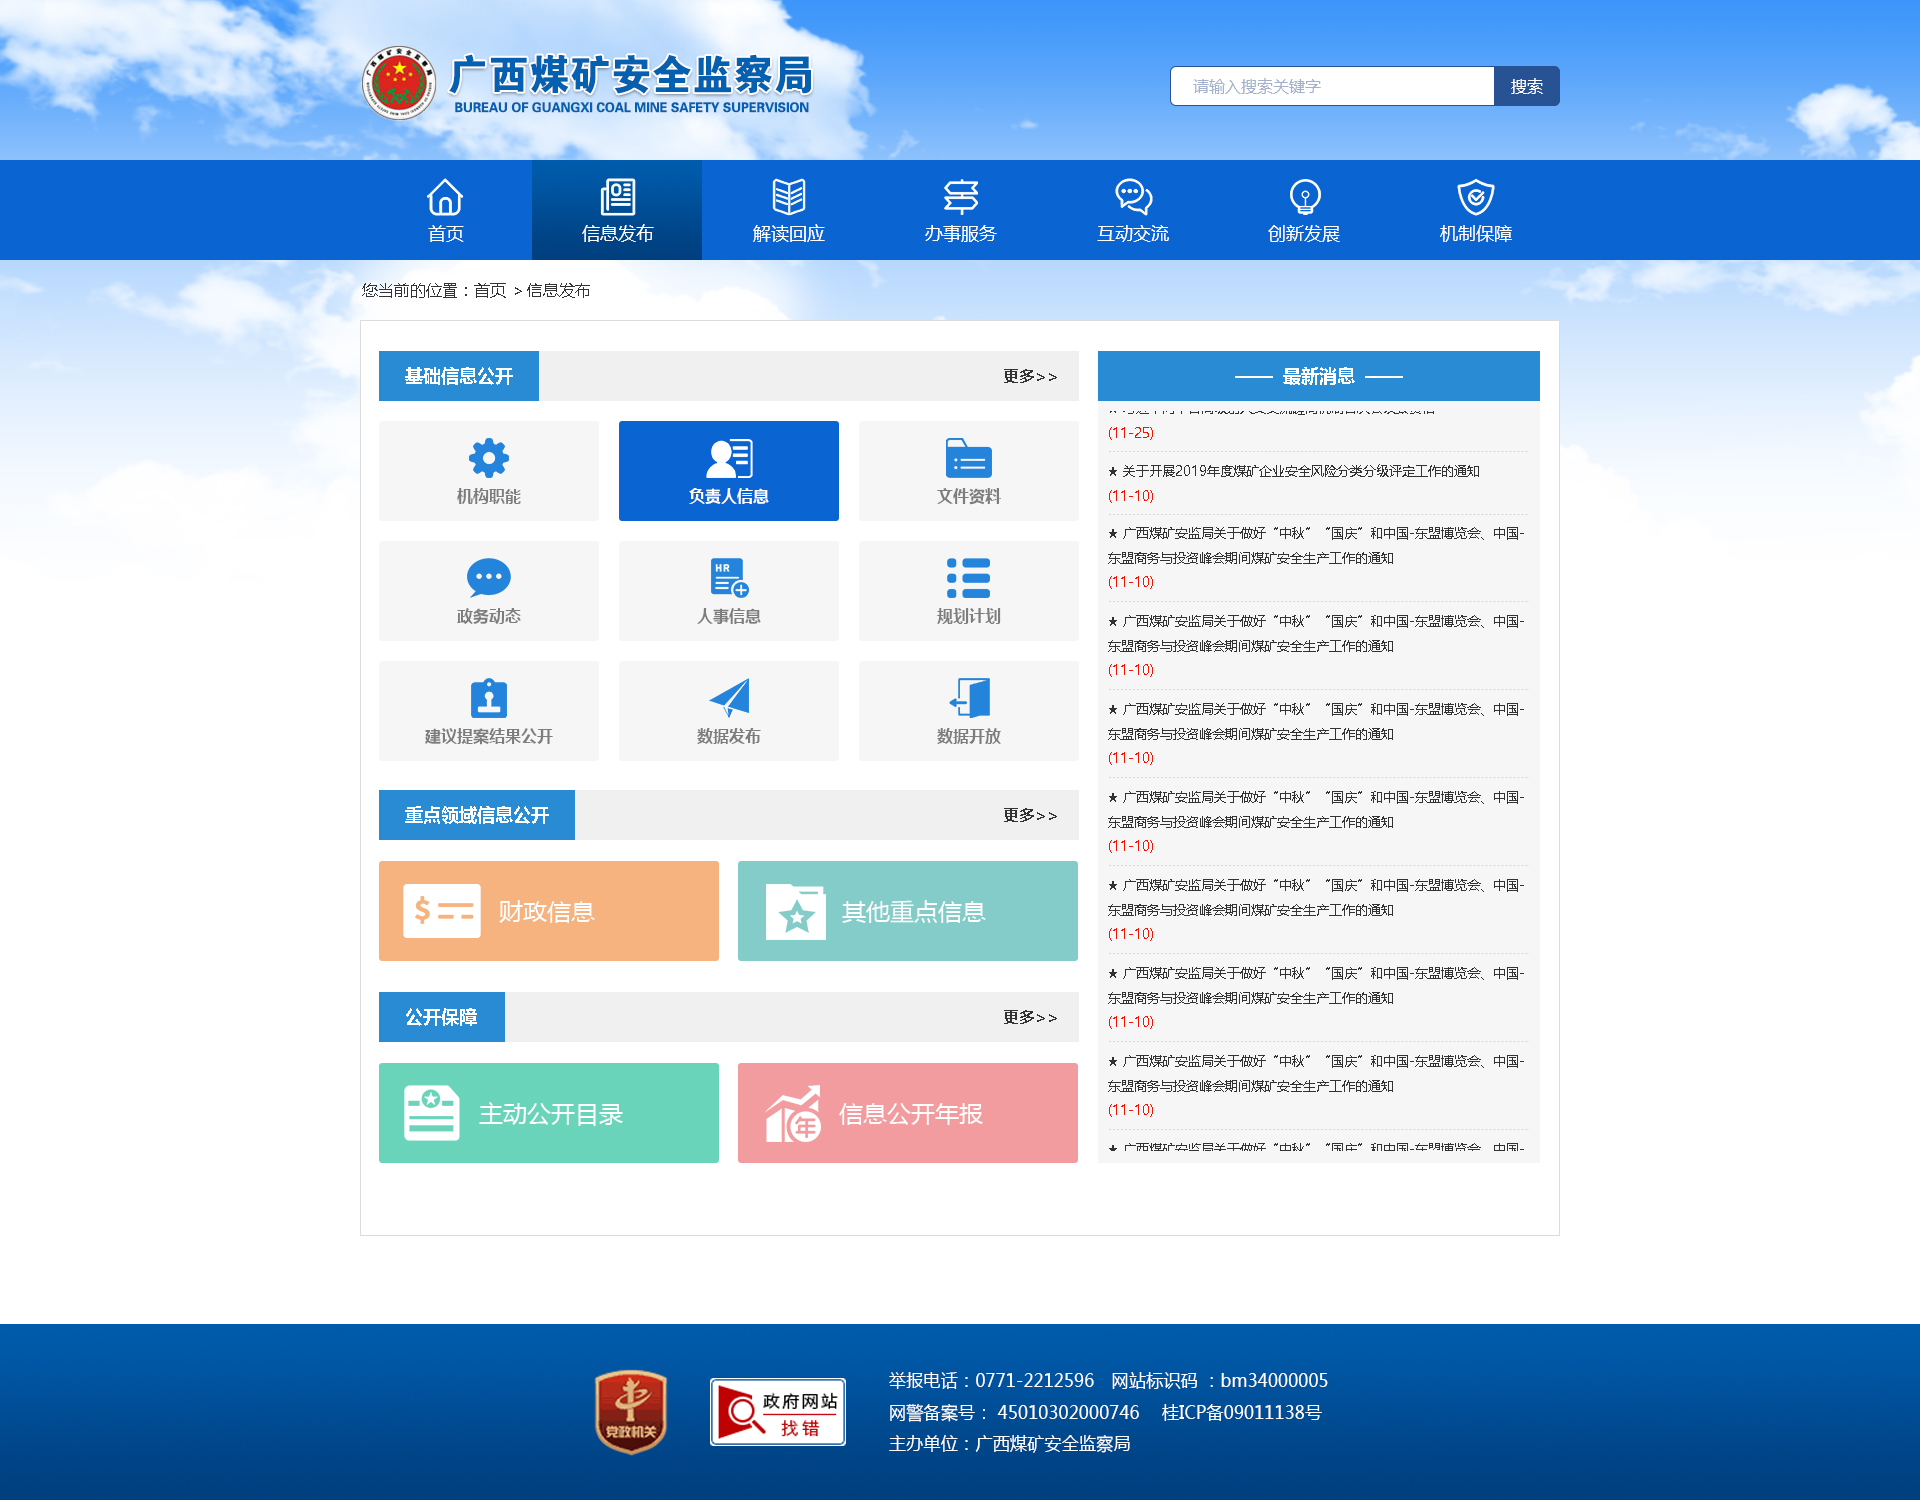 广西煤矿安全监察局
BUREAU OF GUANGXI COAL MINE SAFETY SUPERVISION
请输入搜索关键字
搜索
首页
信息发布
解读回应
办事服务
互动交流
创新发展
机制保障
您当前的位置：首页 > 信息发布
基础信息公开
更多>>
机构职能
负责人信息
文件资料
政务动态
HR
人事信息
规划计划
建议提案结果公开
数据发布
数据开放
重点领域信息公开
更多>>
财政信息
其他重点信息
公开保障
更多>>
主动公开目录
年
信息公开年报
最新消息
(11-25)
★ 关于开展2019年度煤矿企业安全风险分类分级评定工作的通知
(11-10)
★ 广西煤矿安监局关于做好“中秋”“国庆”和中国-东盟博览会、中国-
东盟商务与投资峰会期间煤矿安全生产工作的通知
(11-10)
★ 广西煤矿安监局关于做好“中秋”“国庆”和中国-东盟博览会、中国-
东盟商务与投资峰会期间煤矿安全生产工作的通知
(11-10)
★ 广西煤矿安监局关于做好“中秋”“国庆”和中国-东盟博览会、中国-
东盟商务与投资峰会期间煤矿安全生产工作的通知
(11-10)
★ 广西煤矿安监局关于做好“中秋”“国庆”和中国-东盟博览会、中国-
东盟商务与投资峰会期间煤矿安全生产工作的通知
(11-10)
★ 广西煤矿安监局关于做好“中秋”“国庆”和中国-东盟博览会、中国-
东盟商务与投资峰会期间煤矿安全生产工作的通知
(11-10)
★ 广西煤矿安监局关于做好“中秋”“国庆”和中国-东盟博览会、中国-
东盟商务与投资峰会期间煤矿安全生产工作的通知
(11-10)
★ 广西煤矿安监局关于做好“中秋”“国庆”和中国-东盟博览会、中国-
东盟商务与投资峰会期间煤矿安全生产工作的通知
(11-10)
★ 广西煤矿安监局关于做好“中秋”“国庆”和中国-东盟博览会、中国-
党政机关
政府网站
找错
举报电话：0771-2212596 网站标识码 ：bm34000005
网警备案号： 45010302000746 桂ICP备09011138号
主办单位：广西煤矿安全监察局